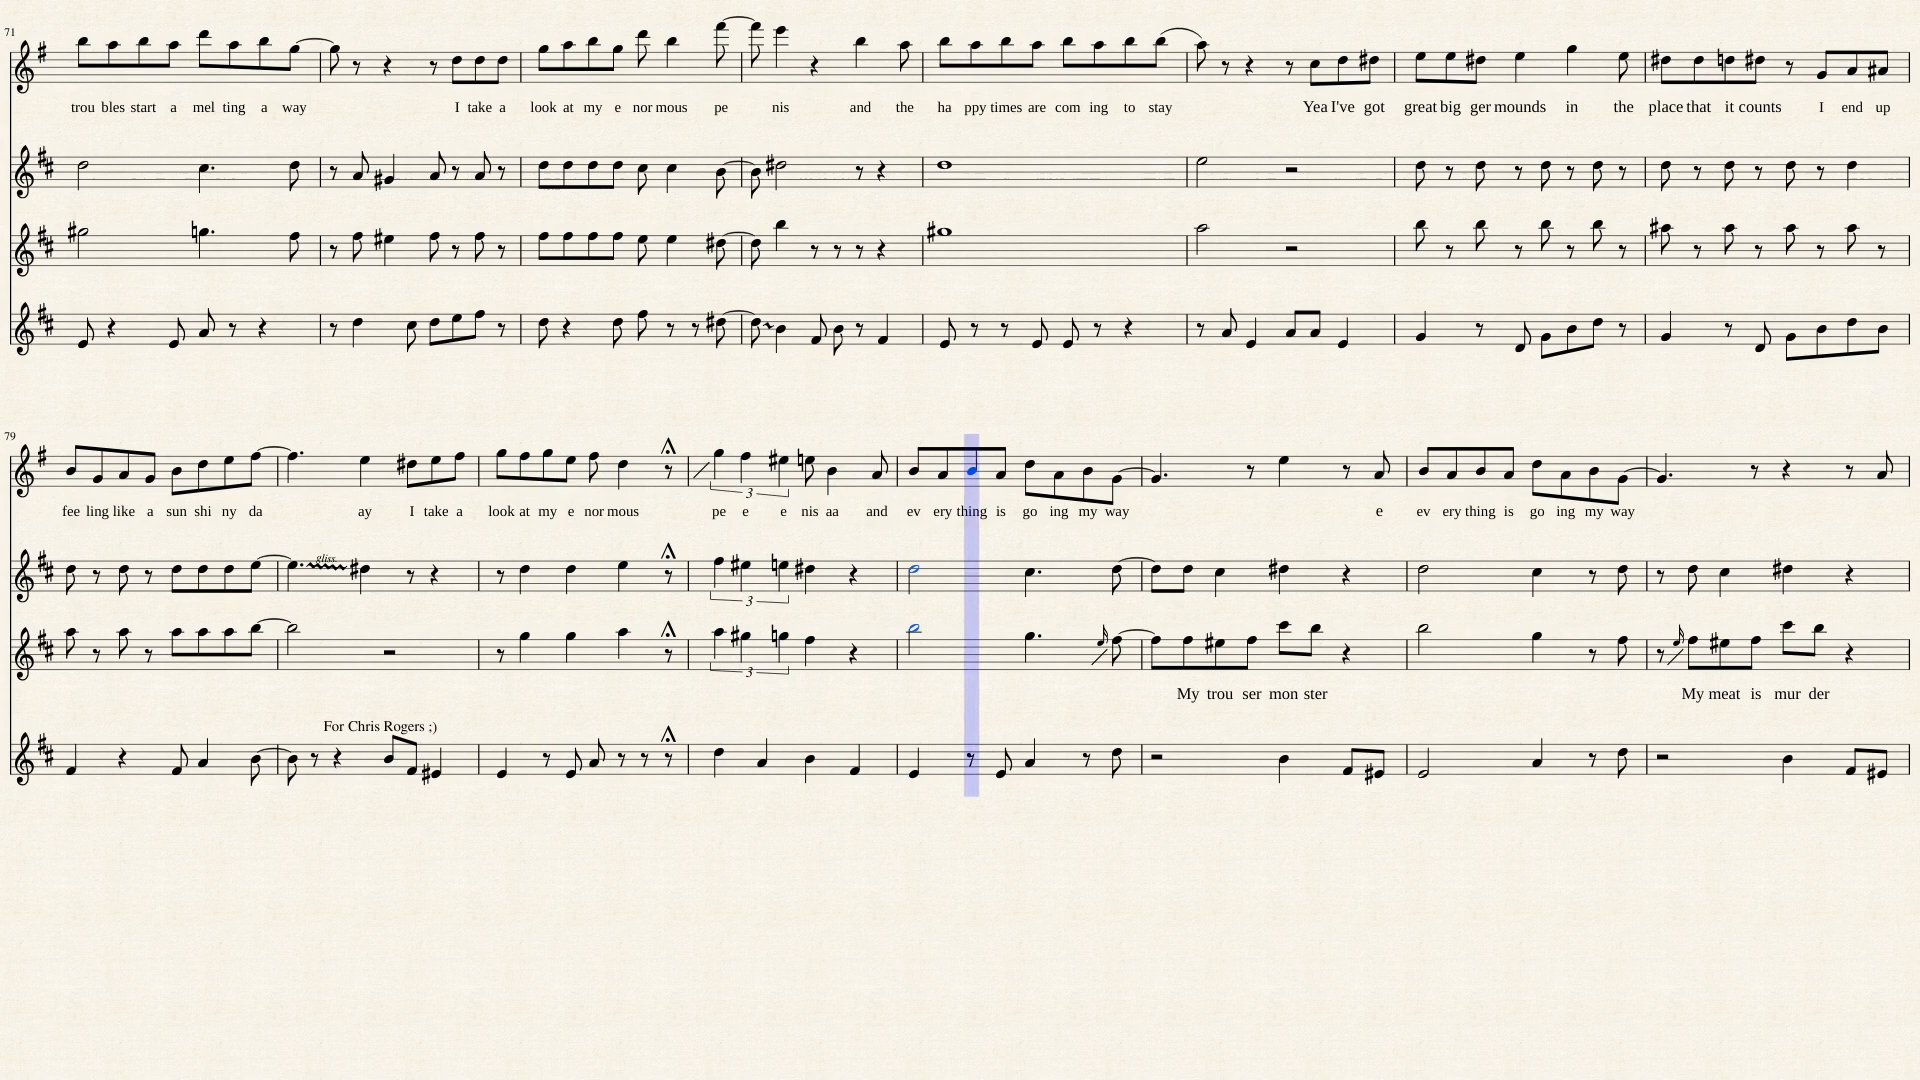 71
trou bles start a mel ting a way I take a look at my e nor mous pe nis and the ha ppy times are com ing to stay Yea I've got great big ger mounds in the place that it counts I end up
79
fee ling like a sun shi ny da ay I take a look at my e nor mous pe e e nis aa and ev ery thing is go ing my way e ev ery thing is go ing my way
3
gliss.
3
3
My trou ser mon ster My meat is mur der
For Chris Rogers ;)